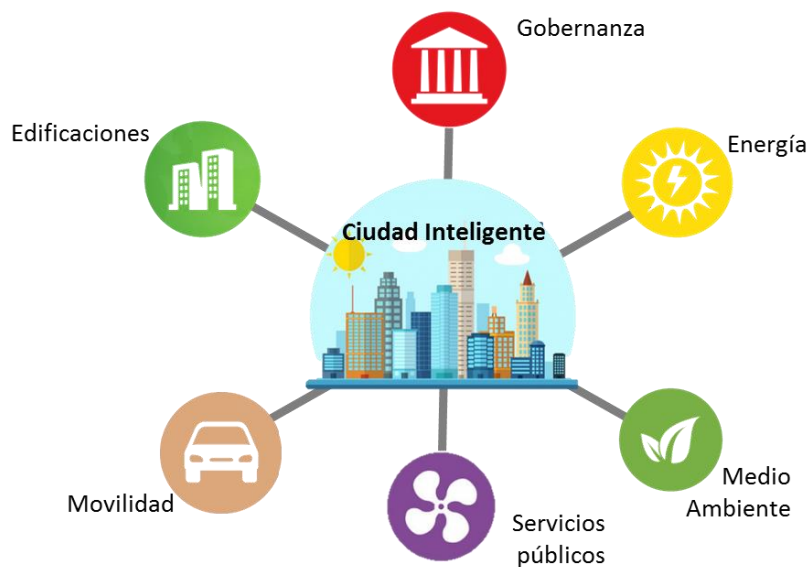 Gobernanza
Edificaciones
Energía
Ciudad Inteligente
Movilidad
Medio
Ambiente
Servicios
públicos